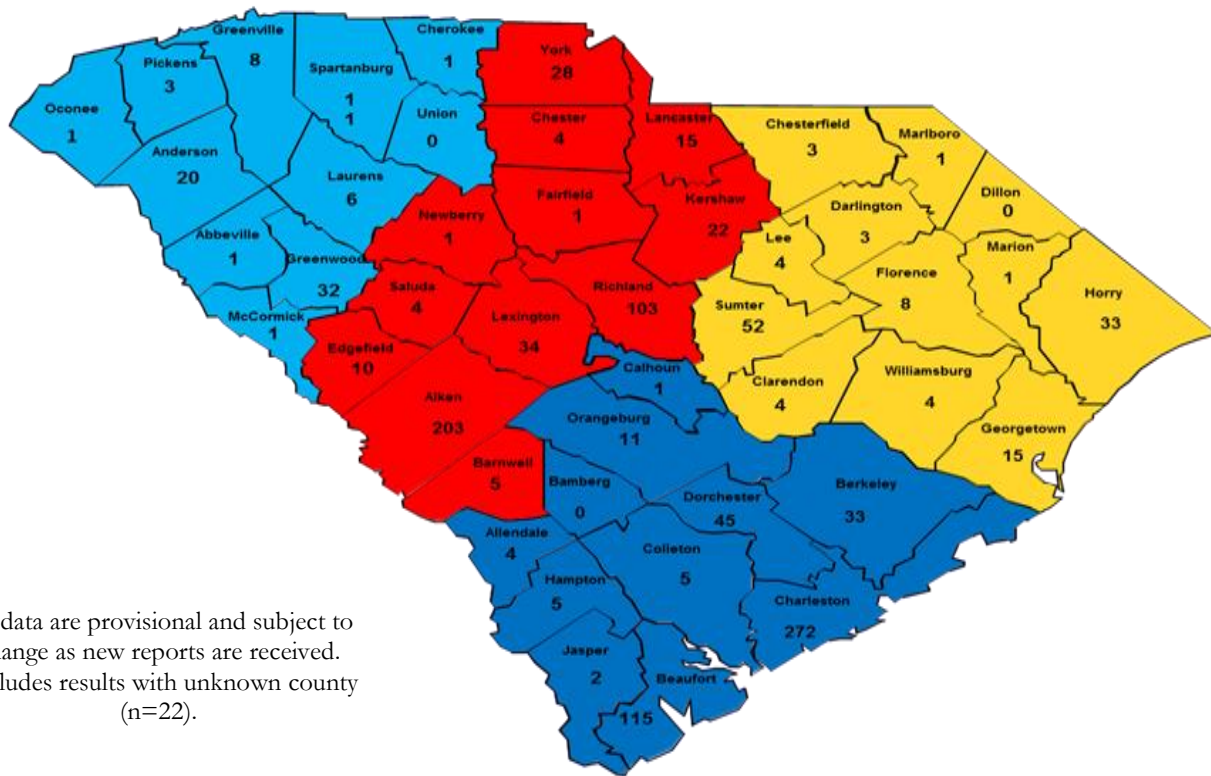 Greenville
8
Cherokee
1
York
28
Pickens
3
Spartanburg
1
1
Oconee
1
Union
0
Chester
4
Lancaster
15
Chesterfield
3
Marlboro
1
Anderson
20
Laurens
6
Fairfield
1
Kershaw
22
Dillon
0
Darlington
3
Newberry
1
Abbeville
1
Greenwood
32
Lee
4
Marion
1
Florence
8
Saluda
4
Richland
103
Horry
33
Sumter
52
McCormick
1
Lexington
34
Edgefield
10
Calhoun
1
Clarendon
4
Williamsburg
4
Aiken
203
Orangeburg
11
Georgetown
15
Barnwell
5
Bamberg
0
Dorchester
45
Berkeley
33
Allendale
4
Colleton
5
Hampton
5
Charleston
272
Jasper
2
Beaufort
115
data are provisional and subject to
ange as new reports are received.
ludes results with unknown county
(n=22).